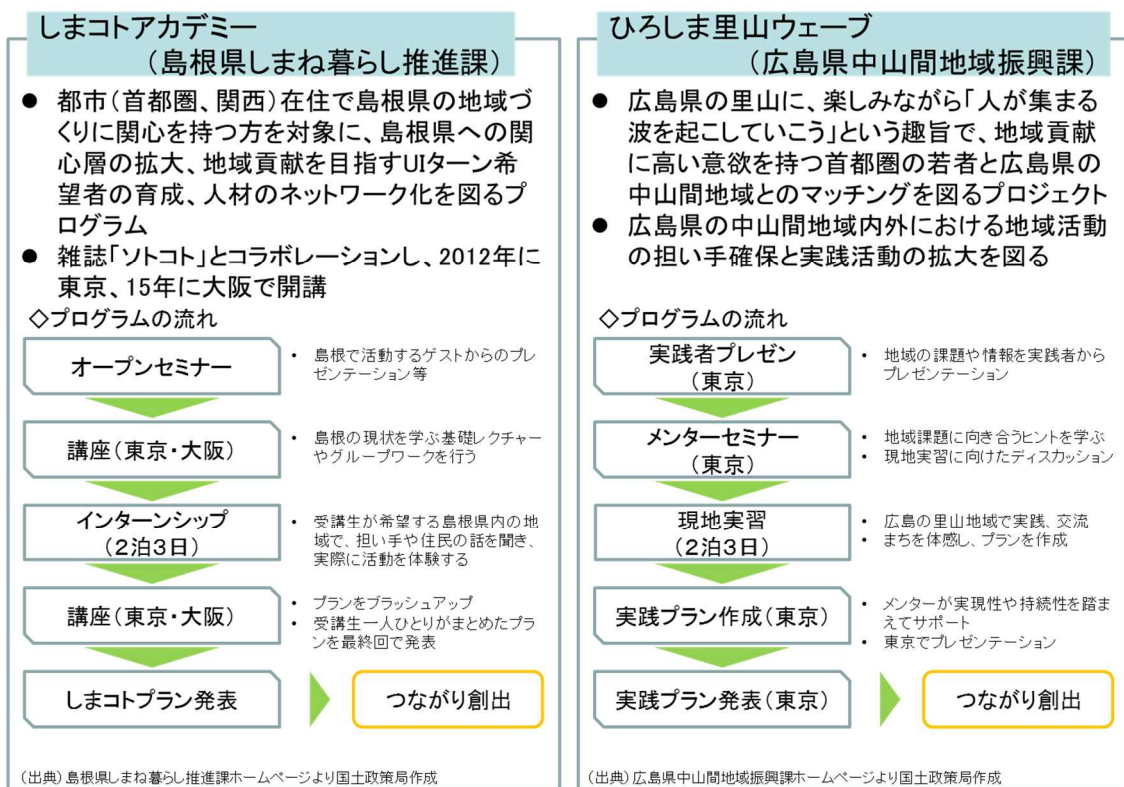 しまコトアカデミー
(島根県しまね暮らし推進課)
● 都市(首都圏、関西)在住で島根県の地域づ
くりに関心を持つ方を対象に、島根県への関
心層の拡大、地域貢献を目指すUIターン希
望者の育成、人材のネットワーク化を図るプ
ログラム
● 雑誌「ソトコト」とコラボレーションし、2012年に
東京、15年に大阪で開講
◇プログラムの流れ
オープンセミナー
• 島根で活動するゲストからのプレ
ゼンテーション等
講座(東京・大阪)
• 島根の現状を学ぶ基礎レクチャー
やグループワークを行う
インターンシップ
(2泊3日)
• 受講生が希望する島根県内の地
域で、担い手や住民の話を聞き、
実際に活動を体験する
講座(東京・大阪)
• プランをブラッシュアップ
• 受講生一人ひとりがまとめたプラ
ンを最終回で発表
しまコトプラン発表
つながり創出
(出典)島根県しまね暮らし推進課ホームページより国土政策局作成
ひろしま里山ウェーブ
(広島県中山間地域振興課)
● 広島県の里山に、楽しみながら「人が集まる
波を起こしていこう」という趣旨で、地域貢献
に高い意欲を持つ首都圏の若者と広島県の
中山間地域とのマッチングを図るプロジェクト
● 広島県の中山間地域内外における地域活動
の担い手確保と実践活動の拡大を図る
◇プログラムの流れ
実践者プレゼン
(東京)
• 地域の課題や情報を実践者から
プレゼンテーション
メンターセミナー
(東京)
• 地域課題に向き合うヒントを学ぶ
• 現地実習に向けたディスカッション
現地実習
(2泊3日)
• 広島の里山地域で実践、交流
• まちを体感し、プランを作成
実践プラン作成(東京)
• メンターが実現性や持続性を踏ま
えてサポート
• 東京でプレゼンテーション
実践プラン発表(東京)
つながり創出
(出典)広島県中山間地域振興課ホームページより国土政策局作成